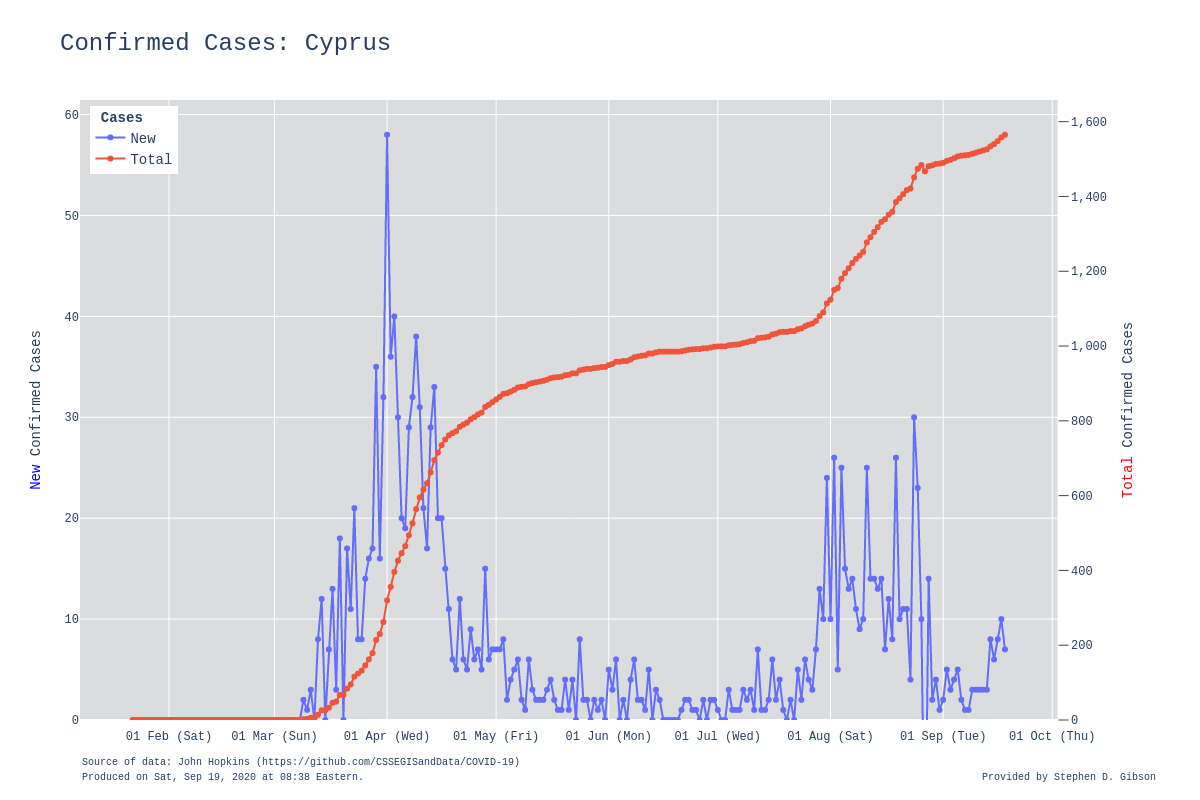 Confirmed Cases: Cyprus
Cases
New
Total
60
50
40
30
20
10
0
1,600
1,400
1,200
1,000
800
600
400
200
0
New Confirmed Cases
Total Confirmed Cases
01 Feb (Sat) 01 Mar (Sun) 01 Apr (Wed) 01 May (Fri) 01 Jun (Mon) 01 Jul (Wed) 01 Aug (Sat) 01 Sep (Tue) 01 Oct (Thu)
Source of data: John Hopkins (https://github.com/CSSEGISandData/COVID-19)
Produced on Sat, Sep 19, 2020 at 08:38 Eastern.
Provided by Stephen D. Gibson